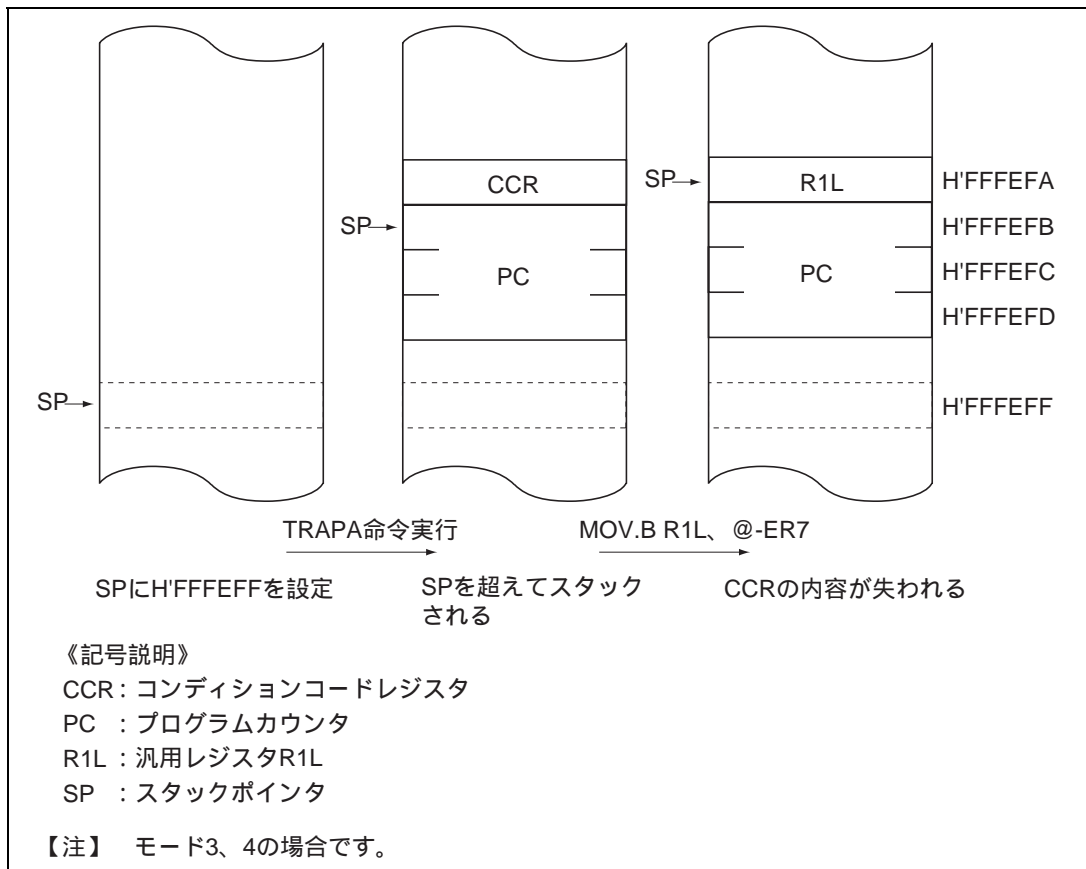 CCR
SP
R1L
H'FFFEFA
SP
H'FFFEFB
PC
PC
H'FFFEFC
H'FFFEFD
SP
H'FFFEFF
TRAPA命令実行
MOV.B R1L、@-ER7
SPにH'FFFEFFを設定
SPを超えてスタック
される
CCRの内容が失われる
《記号説明》
CCR：コンディションコードレジスタ
PC ：プログラムカウンタ
R1L ：汎用レジスタR1L
SP ：スタックポインタ
【注】 モード3、4の場合です。